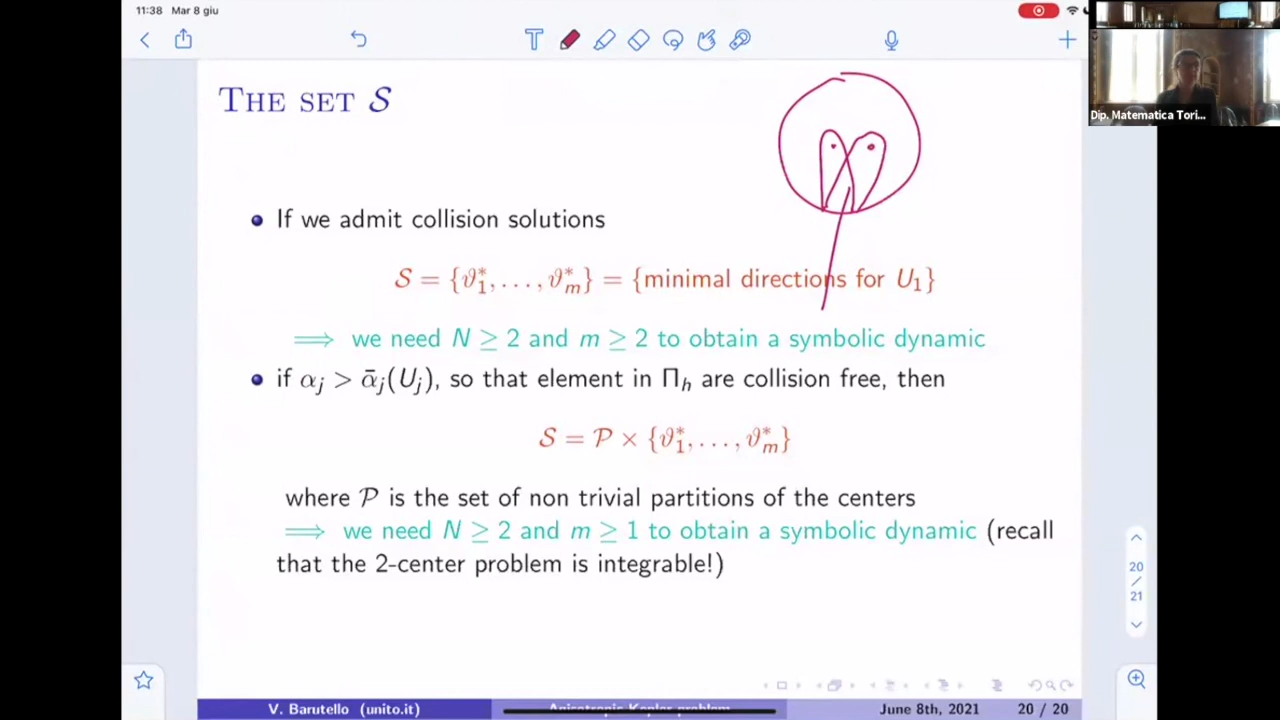 11:38 Mar 8 giu
Dip. Matematica Tori...
THE SET 𝒮
If we admit collision solutions
𝒮 = {ϑ₁*, . . . , ϑₘ*} = {minimal directions for U₁}
⟹ we need N ≥ 2 and m ≥ 2 to obtain a symbolic dynamic
if αⱼ > ᾱⱼ(Uⱼ), so that element in Πₕ are collision free, then
𝒮 = 𝒫 × {ϑ₁*, . . . , ϑₘ*}
where 𝒫 is the set of non trivial partitions of the centers
⟹ we need N ≥ 2 and m ≥ 1 to obtain a symbolic dynamic (recall
that the 2-center problem is integrable!)
20
/
21
V. Barutello (unito.it) Anisotropic Kepler problem June 8th, 2021 20 / 20